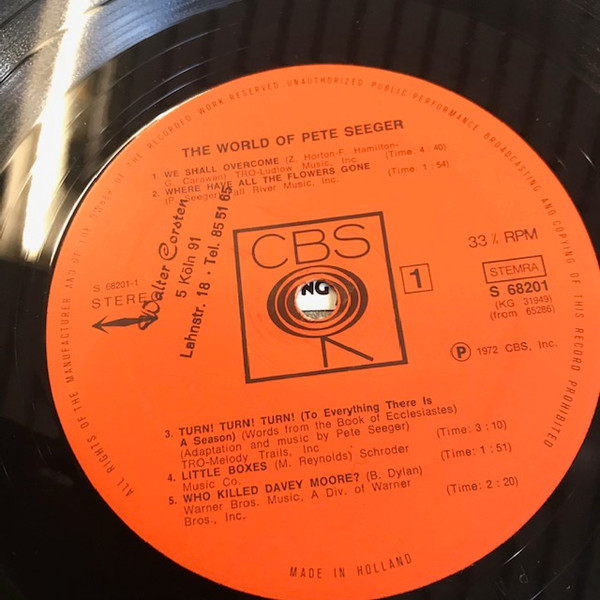 ALL RIGHTS OF THE MANUFACTURER AND OF THE OWNER OF THE RECORDED WORK RESERVED UNAUTHORIZED PUBLIC PERFORMANCE BROADCASTING AND COPYING OF THIS RECORD PROHIBITED
THE WORLD OF PETE SEEGER
1. WE SHALL OVERCOME (Z. Horton-F. Hamilton-
G. Carawan) TRO-Ludlow Music, Inc. (Time: 4:40)
2. WHERE HAVE ALL THE FLOWERS GONE
(P. Seeger) Fall River Music, Inc. (Time: 1:54)
Walter Corsten
5 Köln 91
Lahnstr. 18 · Tel. 85 51 65
CBS
NG
1
33⅓ RPM
STEMRA
S 68201
(KG 31949)
(from 65286)
S 68201-1
STEREO
Ⓟ 1972 CBS, Inc.
3. TURN! TURN! TURN! (To Everything There Is
A Season) (Words from the Book of Ecclesiastes)
(Adaptation and music by Pete Seeger)
TRO-Melody Trails, Inc (Time: 3:10)
4. LITTLE BOXES (M. Reynolds) Schroder
Music Co. (Time: 1:51)
5. WHO KILLED DAVEY MOORE? (B. Dylan)
Warner Bros. Music, A Div. of Warner
Bros., Inc. (Time: 2:20)
MADE IN HOLLAND